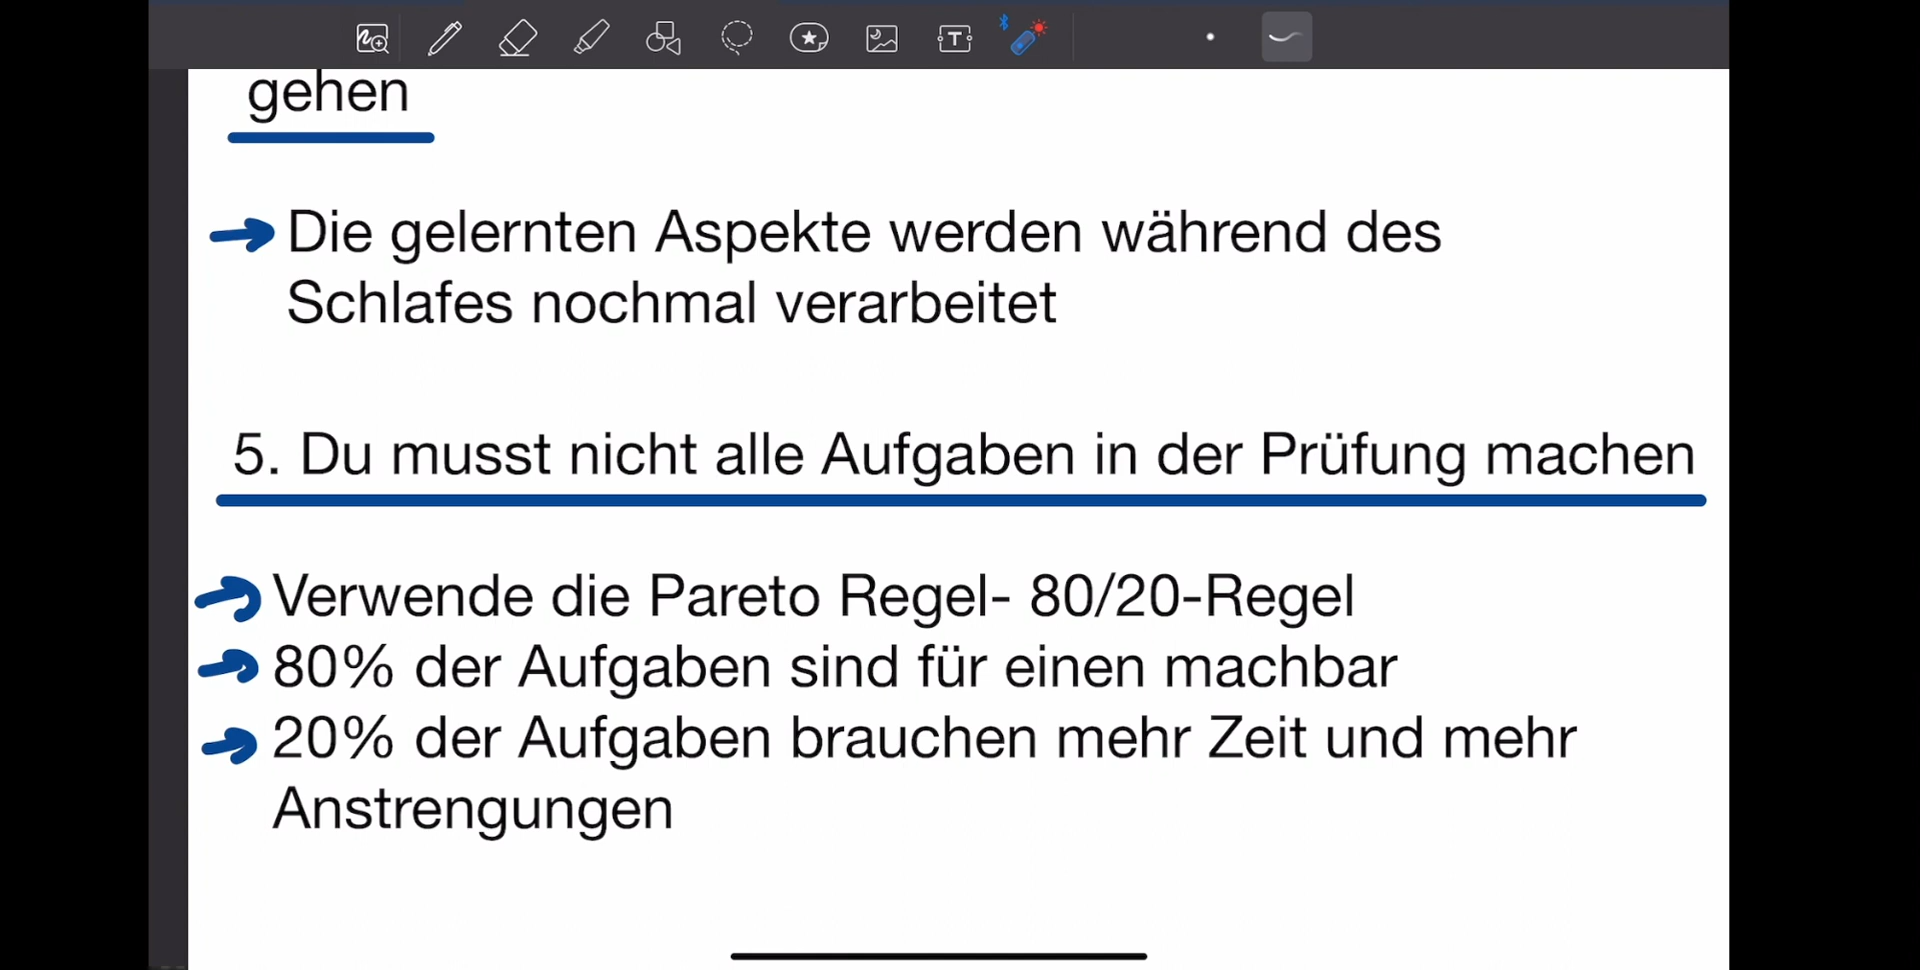 gehen
Die gelernten Aspekte werden während des
Schlafes nochmal verarbeitet
5. Du musst nicht alle Aufgaben in der Prüfung machen
Verwende die Pareto Regel- 80/20-Regel
80% der Aufgaben sind für einen machbar
20% der Aufgaben brauchen mehr Zeit und mehr
Anstrengungen